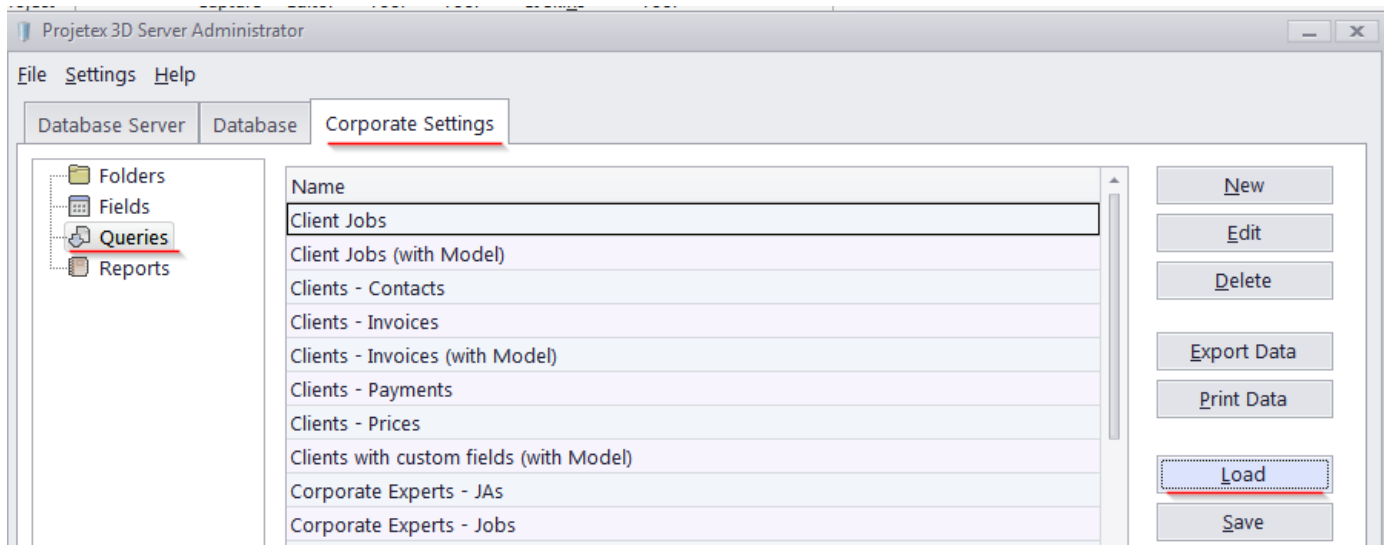 Projetex 3D Server Administrator
File Settings Help
Database Server Database Corporate Settings
Folders
Fields
Queries
Reports
Name
Client Jobs
Client Jobs (with Model)
Clients - Contacts
Clients - Invoices
Clients - Invoices (with Model)
Clients - Payments
Clients - Prices
Clients with custom fields (with Model)
Corporate Experts - JAs
Corporate Experts - Jobs
New
Edit
Delete
Export Data
Print Data
Load
Save